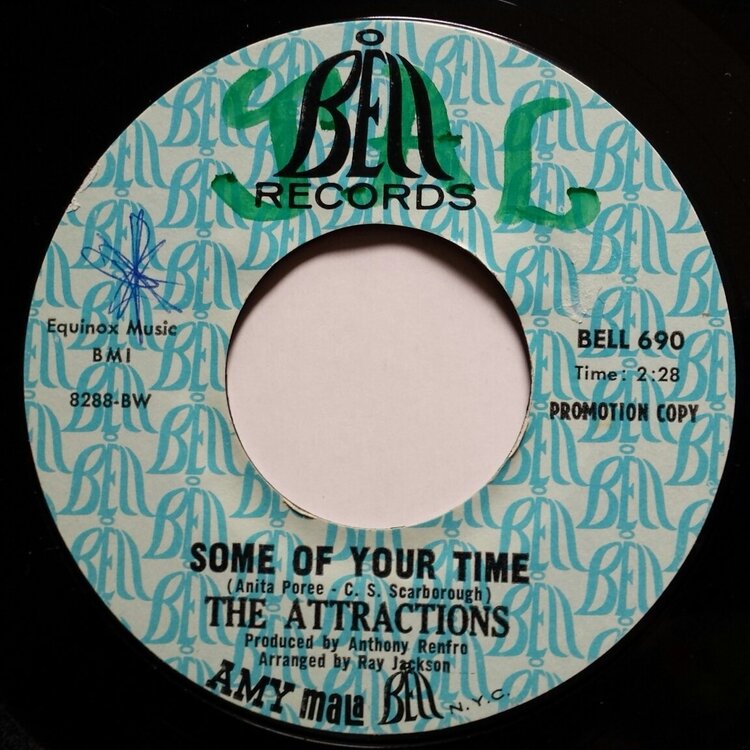 BELL
RECORDS
Equinox Music
BMI
8288-BW
BELL 690
Time: 2:28
PROMOTION COPY
SOME OF YOUR TIME
(Anita Poree - C. S. Scarborough)
THE ATTRACTIONS
Produced by Anthony Renfro
Arranged by Ray Jackson
AMY mala BELL N.Y.C.